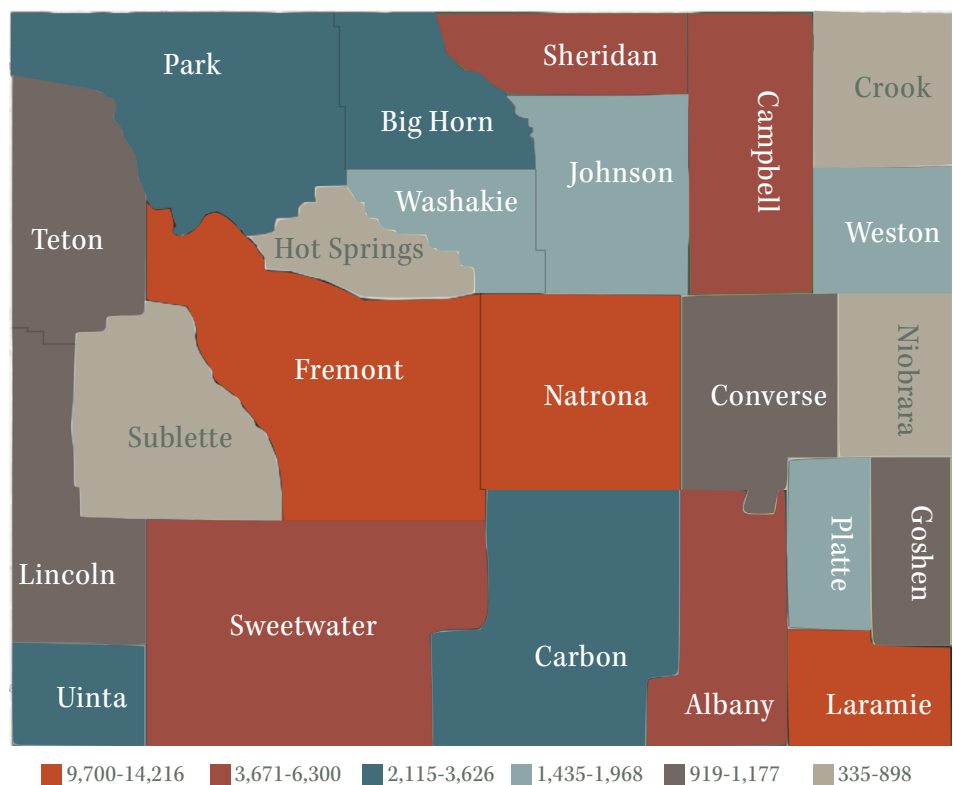 Park
Sheridan
Crook
Big Horn
Campbell
Johnson
Washakie
Weston
Teton
Hot Springs
Fremont
Natrona
Converse
Niobrara
Sublette
Platte
Goshen
Lincoln
Sweetwater
Carbon
Uinta
Albany
Laramie
9,700-14,216 3,671-6,300 2,115-3,626 1,435-1,968 919-1,177 335-898